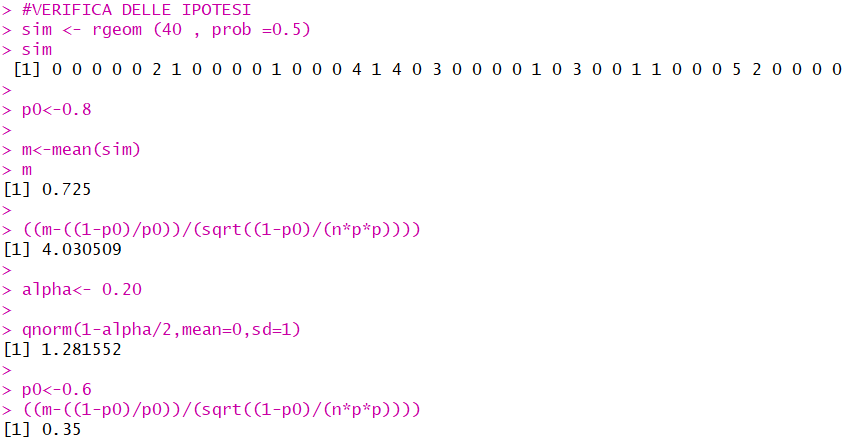 > #VERIFICA DELLE IPOTESI
> sim <- rgeom (40 , prob =0.5)
> sim
 [1] 0 0 0 0 0 2 1 0 0 0 0 1 0 0 0 4 1 4 0 3 0 0 0 0 1 0 3 0 0 1 1 0 0 0 5 2 0 0 0 0
>
> p0<-0.8
>
> m<-mean(sim)
> m
[1] 0.725
>
> ((m-((1-p0)/p0))/(sqrt((1-p0)/(n*p*p))))
[1] 4.030509
>
> alpha<- 0.20
>
> qnorm(1-alpha/2,mean=0,sd=1)
[1] 1.281552
>
> p0<-0.6
> ((m-((1-p0)/p0))/(sqrt((1-p0)/(n*p*p))))
[1] 0.35